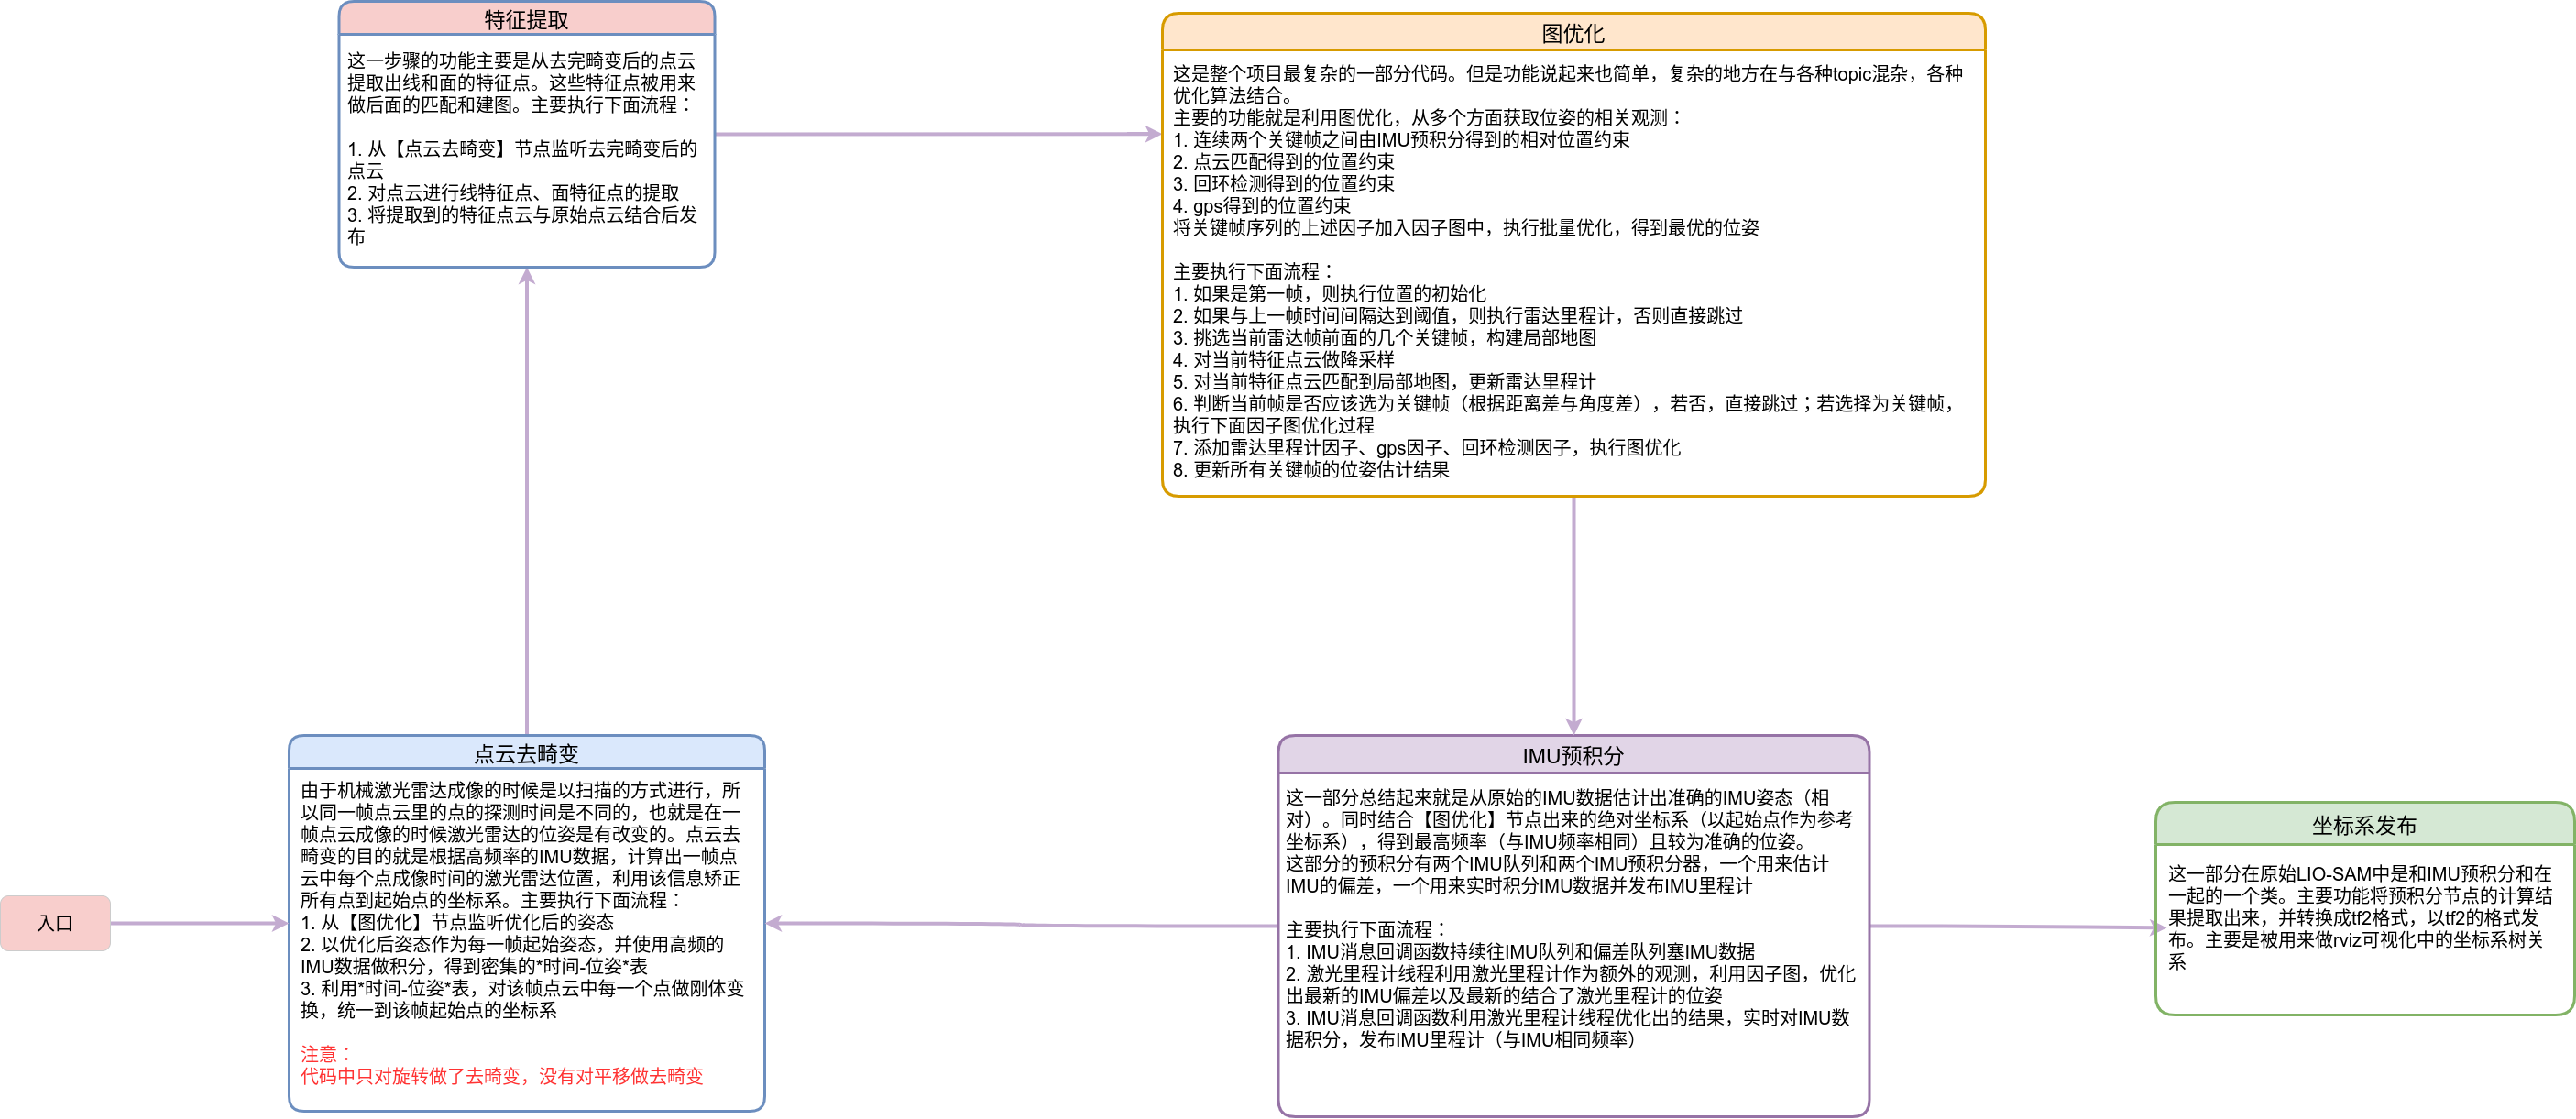 特征提取
这一步骤的功能主要是从去完畸变后的点云
提取出线和面的特征点。这些特征点被用来
做后面的匹配和建图。主要执行下面流程：
1. 从【点云去畸变】节点监听去完畸变后的
点云
2. 对点云进行线特征点、面特征点的提取
3. 将提取到的特征点云与原始点云结合后发
布
图优化
这是整个项目最复杂的一部分代码。但是功能说起来也简单，复杂的地方在与各种topic混杂，各种
优化算法结合。
主要的功能就是利用图优化，从多个方面获取位姿的相关观测：
1. 连续两个关键帧之间由IMU预积分得到的相对位置约束
2. 点云匹配得到的位置约束
3. 回环检测得到的位置约束
4. gps得到的位置约束
将关键帧序列的上述因子加入因子图中，执行批量优化，得到最优的位姿
主要执行下面流程：
1. 如果是第一帧，则执行位置的初始化
2. 如果与上一帧时间间隔达到阈值，则执行雷达里程计，否则直接跳过
3. 挑选当前雷达帧前面的几个关键帧，构建局部地图
4. 对当前特征点云做降采样
5. 对当前特征点云匹配到局部地图，更新雷达里程计
6. 判断当前帧是否应该选为关键帧（根据距离差与角度差），若否，直接跳过；若选择为关键帧，
执行下面因子图优化过程
7. 添加雷达里程计因子、gps因子、回环检测因子，执行图优化
8. 更新所有关键帧的位姿估计结果
入口
点云去畸变
由于机械激光雷达成像的时候是以扫描的方式进行，所
以同一帧点云里的点的探测时间是不同的，也就是在一
帧点云成像的时候激光雷达的位姿是有改变的。点云去
畸变的目的就是根据高频率的IMU数据，计算出一帧点
云中每个点成像时间的激光雷达位置，利用该信息矫正
所有点到起始点的坐标系。主要执行下面流程：
1. 从【图优化】节点监听优化后的姿态
2. 以优化后姿态作为每一帧起始姿态，并使用高频的
IMU数据做积分，得到密集的*时间-位姿*表
3. 利用*时间-位姿*表，对该帧点云中每一个点做刚体变
换，统一到该帧起始点的坐标系
注意：
代码中只对旋转做了去畸变，没有对平移做去畸变
IMU预积分
这一部分总结起来就是从原始的IMU数据估计出准确的IMU姿态（相
对）。同时结合【图优化】节点出来的绝对坐标系（以起始点作为参考
坐标系），得到最高频率（与IMU频率相同）且较为准确的位姿。
这部分的预积分有两个IMU队列和两个IMU预积分器，一个用来估计
IMU的偏差，一个用来实时积分IMU数据并发布IMU里程计
主要执行下面流程：
1. IMU消息回调函数持续往IMU队列和偏差队列塞IMU数据
2. 激光里程计线程利用激光里程计作为额外的观测，利用因子图，优化
出最新的IMU偏差以及最新的结合了激光里程计的位姿
3. IMU消息回调函数利用激光里程计线程优化出的结果，实时对IMU数
据积分，发布IMU里程计（与IMU相同频率）
坐标系发布
这一部分在原始LIO-SAM中是和IMU预积分和在
一起的一个类。主要功能将预积分节点的计算结
果提取出来，并转换成tf2格式，以tf2的格式发
布。主要是被用来做rviz可视化中的坐标系树关
系